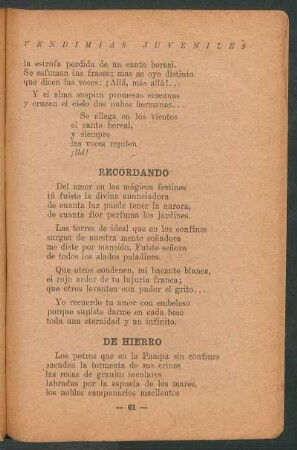 VENDIMIAS JUVENILES
la estrofa perdida de un canto boreal.
Se esfuman las frases; mas se oye distinto
que dicen las voces: ¡Allá, más allá!...
Y el alma suspira promesas cercanas
y cruzan el cielo dos nubes hermanas...
Se allega en los vientos
el canto boreal,
y siempre
las voces repiten
¡Illá!
RECORDANDO
Del amor en los mágicos festines
tú fuiste la divina anunciadora
de cuanta luz puede tener la aurora,
de cuanta flor perfuma los jardines.
Las torres de ideal que en los confines
surgen de nuestra mente soñadora
me diste por mansión. Fuiste señora
de todos los alados paladines.
Que otros condenen, mi bacante blanca,
el rojo ardor de tu lujuria franca;
que otros levanten con pudor el grito...
Yo recuerdo tu amor con embeleso
porque supiste darme en cada beso
toda una eternidad y un infinito.
DE HIERRO
Los potros que en la Pampa sin confines
sacuden la tormenta de sus crines
las rocas de granito seculares
labradas por la espuela de los mares,
los nobles campanarios macilentos
— 61 —